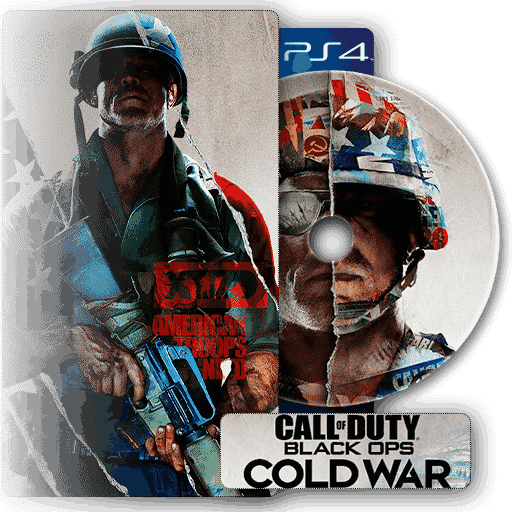 PS4
AMERICAN
TROOPS
CALL OF DUTY
BLACK OPS
COLD WAR